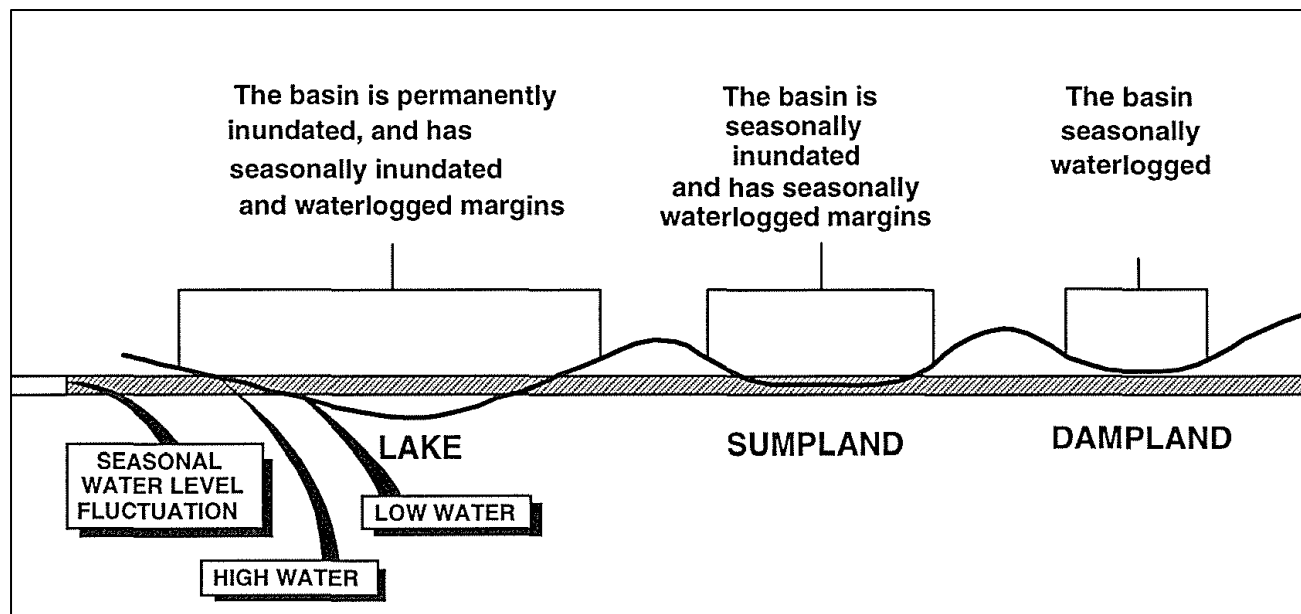 The basin is permanently
inundated, and has
seasonally inundated
and waterlogged margins
The basin is
seasonally
inundated
and has seasonally
waterlogged margins
The basin
seasonally
waterlogged
LAKE
SUMPLAND
DAMPLAND
SEASONAL
WATER LEVEL
FLUCTUATION
LOW WATER
HIGH WATER